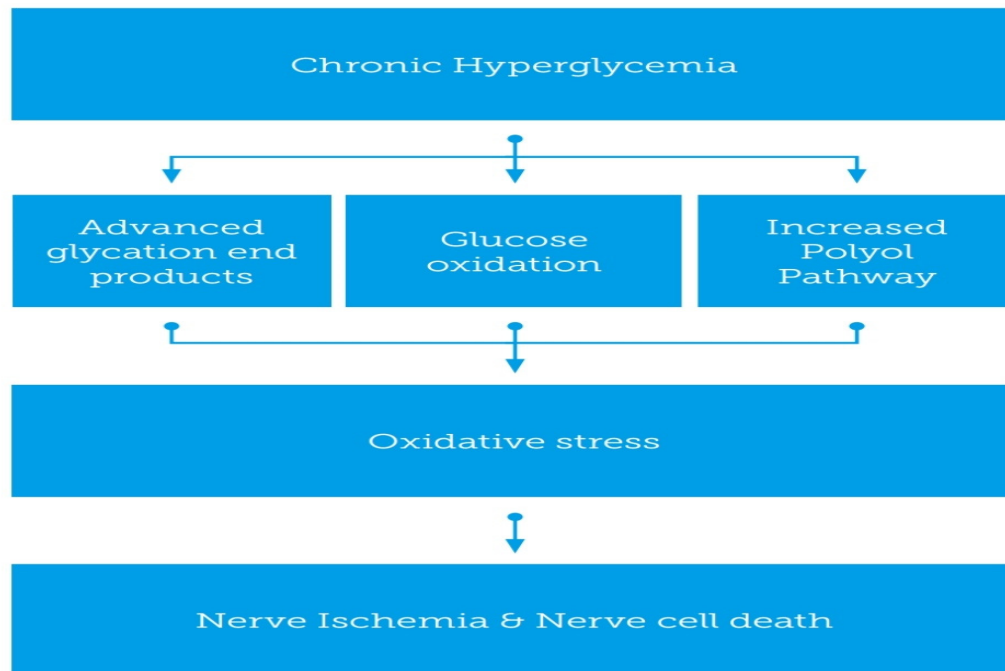 Chronic Hyperglycemia
Advanced
glycation end
products
Glucose
oxidation
Increased
Polyol
Pathway
Oxidative stress
Nerve Ischemia & Nerve cell death